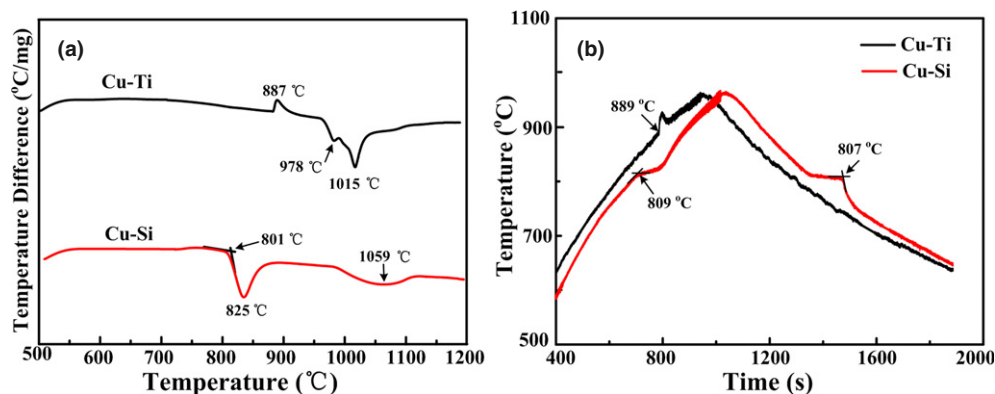 (a)
Cu-Ti
887 ℃
978 ℃
1015 ℃
Cu-Si
801 ℃
825 ℃
1059 ℃
Temperature Difference (°C/mg)
500 600 700 800 900 1000 1100 1200
Temperature (℃)
(b)
Cu-Ti
Cu-Si
889 °C
809 °C
807 °C
1100
900
700
500
Temperature (°C)
400 800 1200 1600 2000
Time (s)